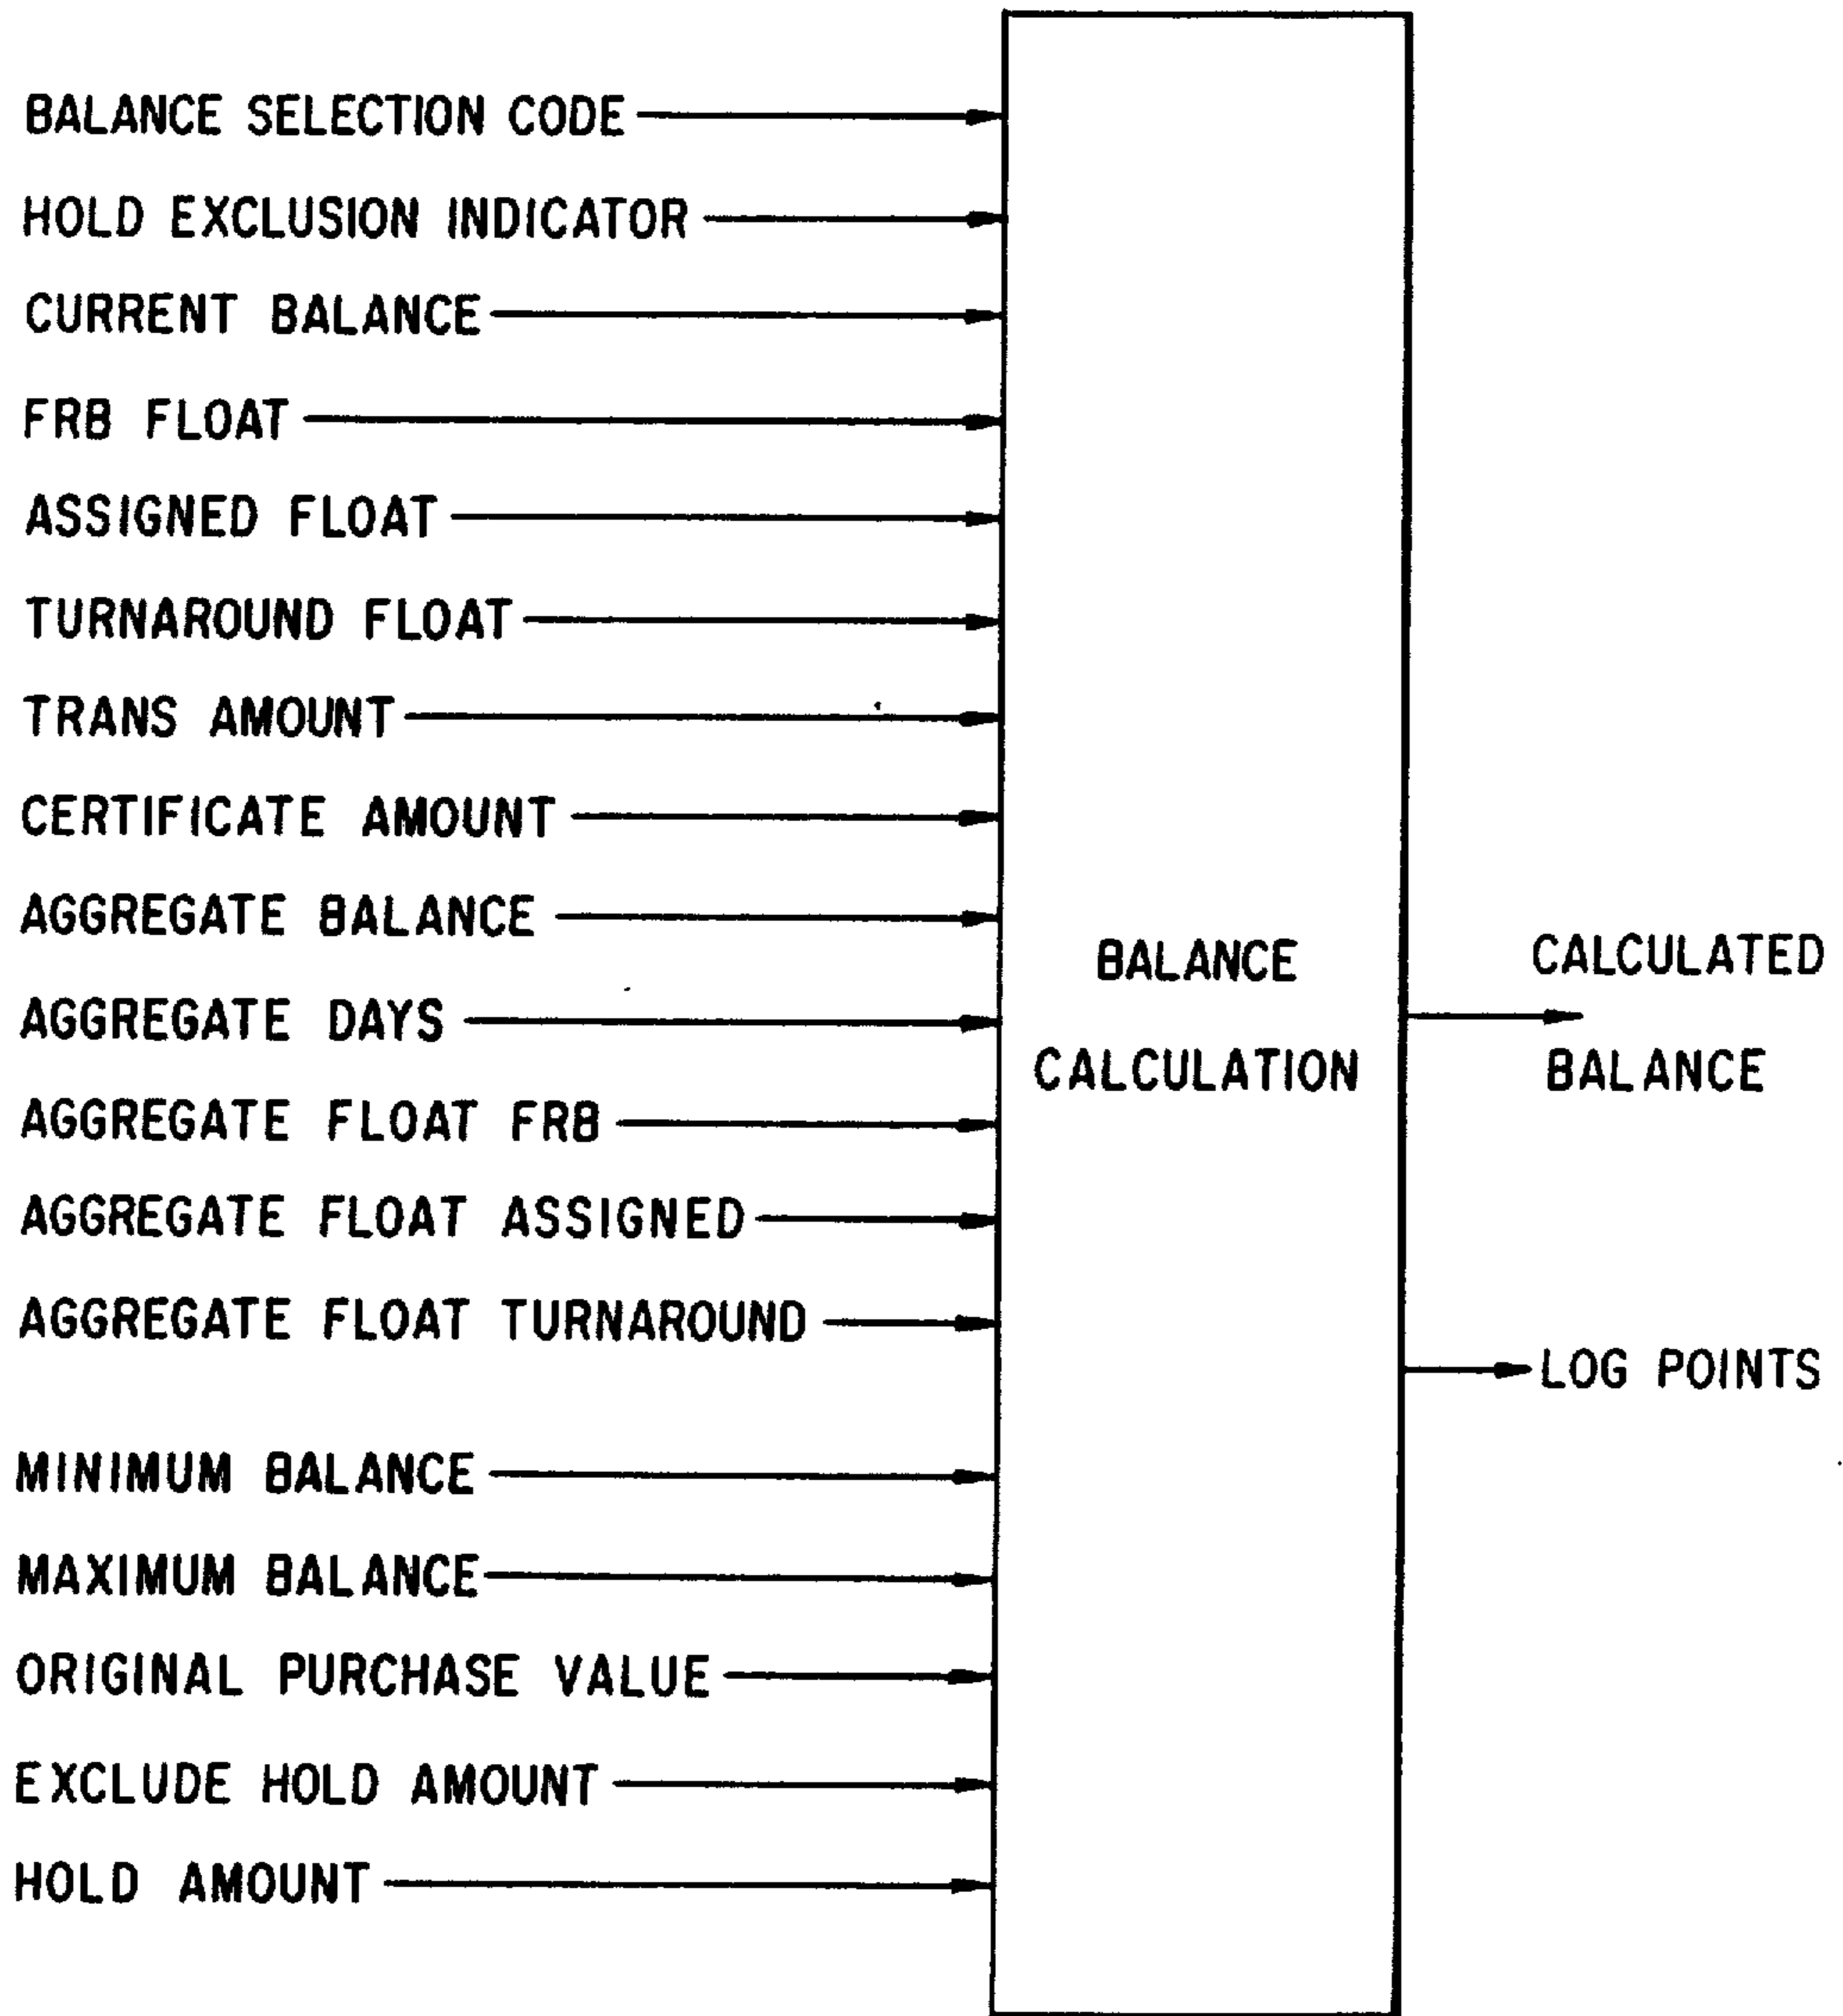 BALANCE SELECTION CODE
HOLD EXCLUSION INDICATOR
CURRENT BALANCE
FRB FLOAT
ASSIGNED FLOAT
TURNAROUND FLOAT
TRANS AMOUNT
CERTIFICATE AMOUNT
AGGREGATE BALANCE
AGGREGATE DAYS
AGGREGATE FLOAT FRB
AGGREGATE FLOAT ASSIGNED
AGGREGATE FLOAT TURNAROUND
MINIMUM BALANCE
MAXIMUM BALANCE
ORIGINAL PURCHASE VALUE
EXCLUDE HOLD AMOUNT
HOLD AMOUNT
BALANCE
CALCULATION
CALCULATED
BALANCE
LOG POINTS